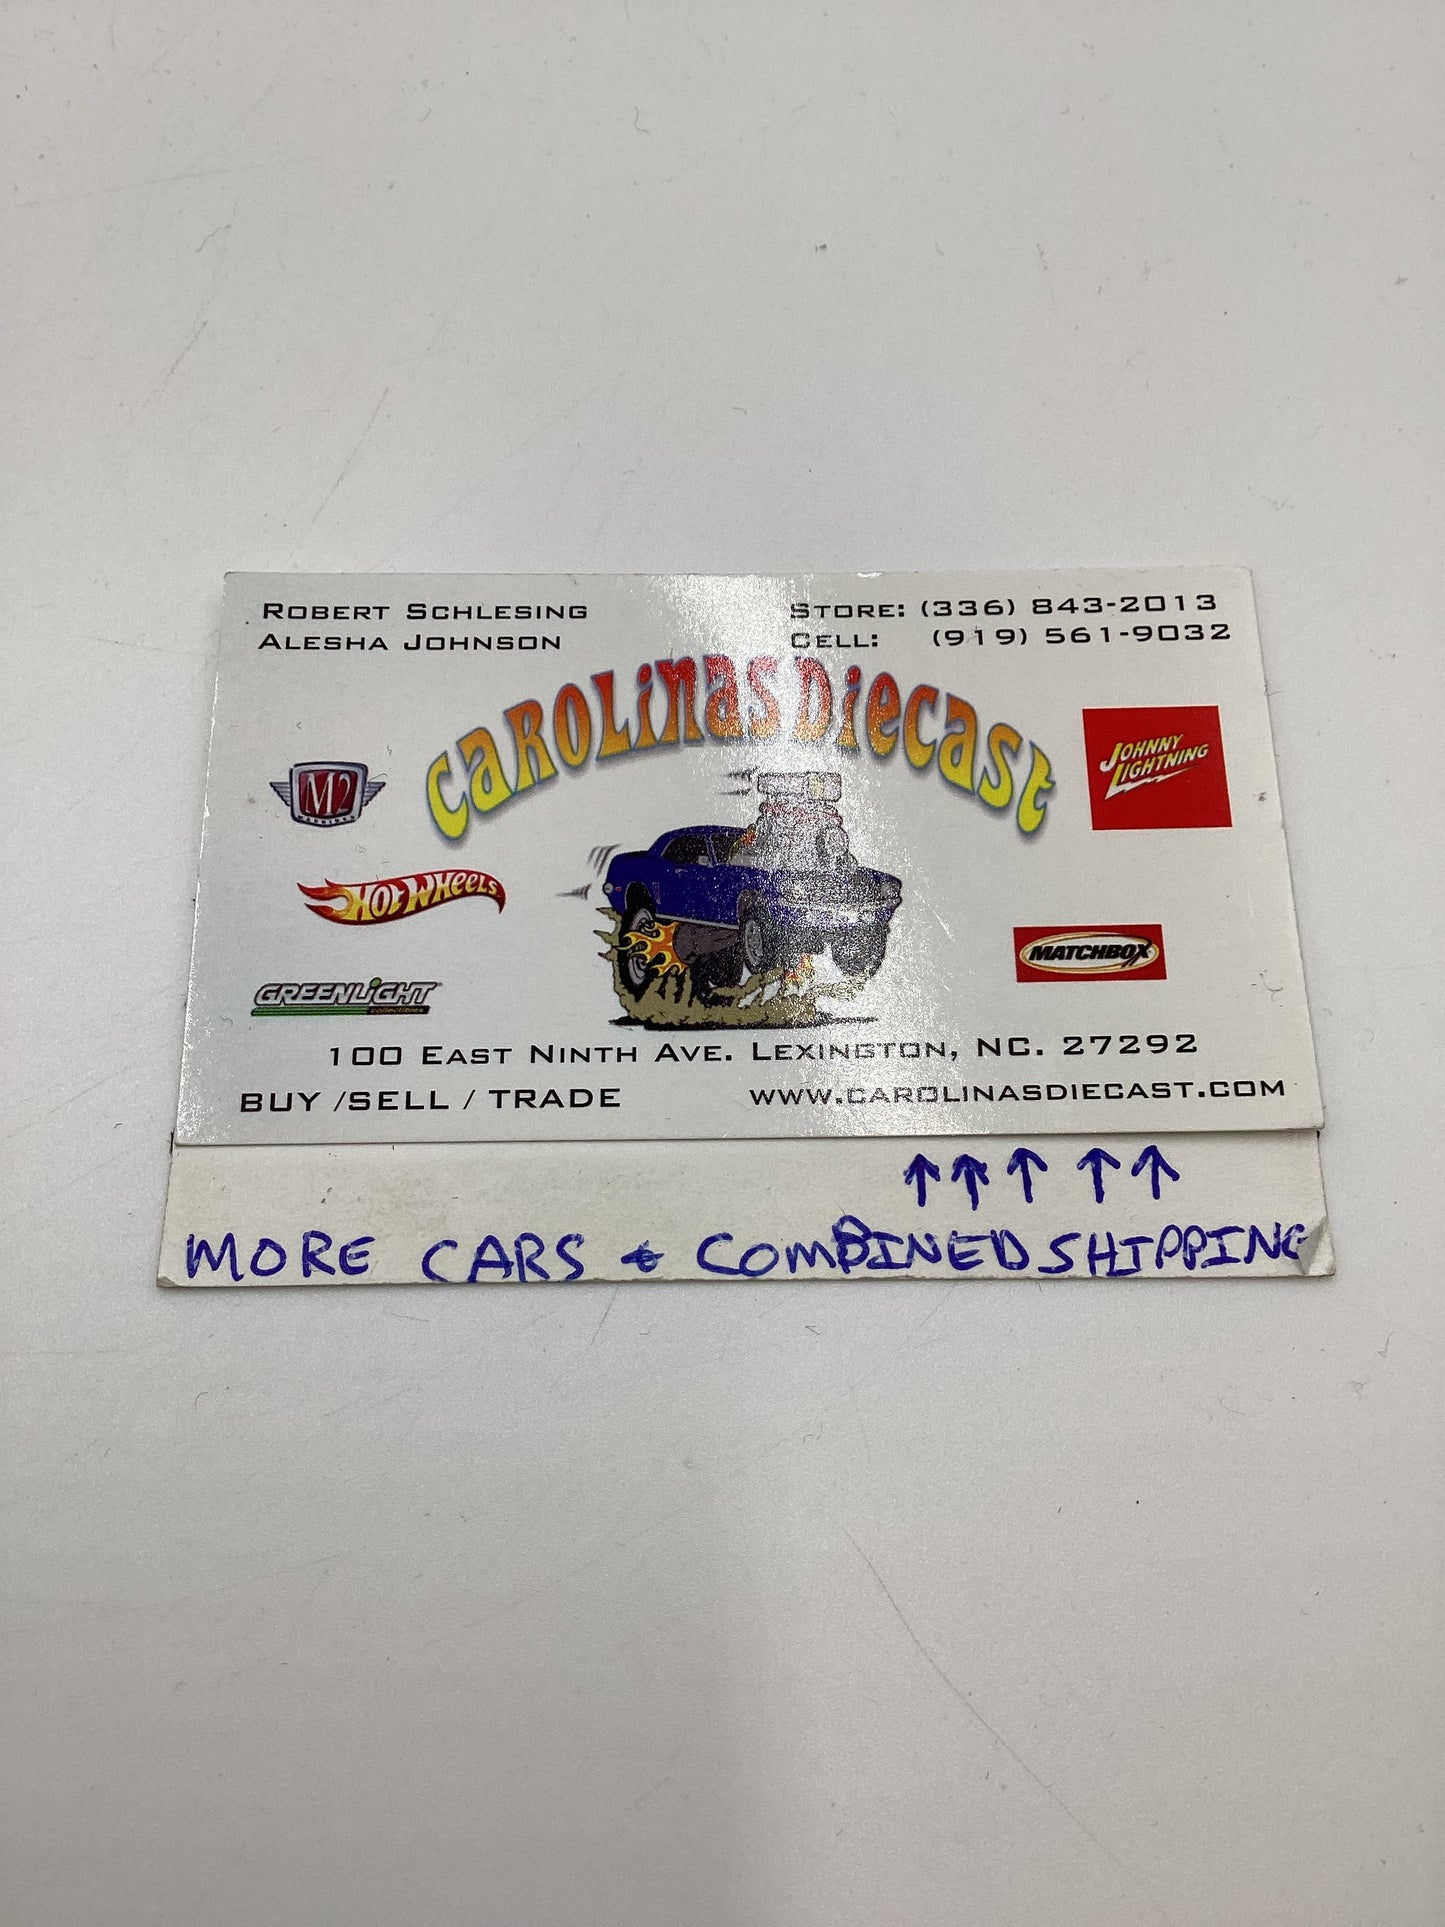 ROBERT SCHLESING
ALESHA JOHNSON
STORE: (336) 843-2013
CELL: (919) 561-9032
CAROLINAS DIECAST
M2
MACHINES
JOHNNY
LIGHTNING
HOT WHEELS
MATCHBOX
GREENLIGHT
collectibles
100 EAST NINTH AVE. LEXINGTON, NC. 27292
BUY /SELL / TRADE
WWW.CAROLINASDIECAST.COM
↑ ↑ ↑ ↑ ↑
MORE CARS & COMBINED SHIPPING